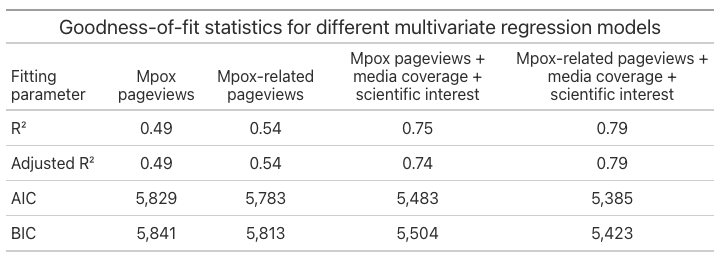 Goodness-of-fit statistics for different multivariate regression models
Fitting parameter | Mpox pageviews | Mpox-related pageviews | Mpox pageviews + media coverage + scientific interest | Mpox-related pageviews + media coverage + scientific interest
R² | 0.49 | 0.54 | 0.75 | 0.79
Adjusted R² | 0.49 | 0.54 | 0.74 | 0.79
AIC | 5,829 | 5,783 | 5,483 | 5,385
BIC | 5,841 | 5,813 | 5,504 | 5,423